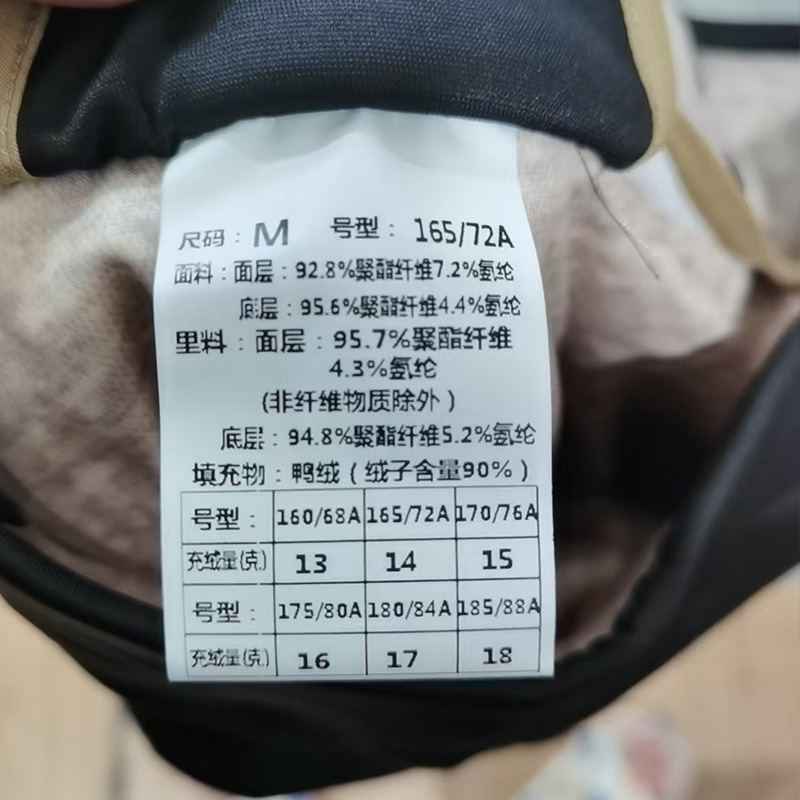 尺码：M 号型：165/72A
面料：面层：92.8%聚酯纤维7.2%氨纶
底层：95.6%聚酯纤维4.4%氨纶
里料：面层：95.7%聚酯纤维
4.3%氨纶
(非纤维物质除外)
底层：94.8%聚酯纤维5.2%氨纶
填充物：鸭绒（绒子含量90%）
号型： 160/68A 165/72A 170/76A
充绒量(克) 13 14 15
号型： 175/80A 180/84A 185/88A
充绒量(克) 16 17 18